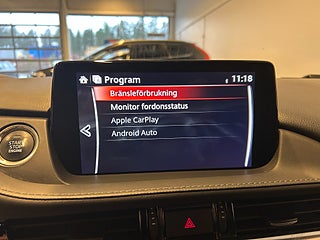 Program 11:18
Bränsleförbrukning
Monitor fordonsstatus
Apple CarPlay
Android Auto
START
STOP
ENGINE